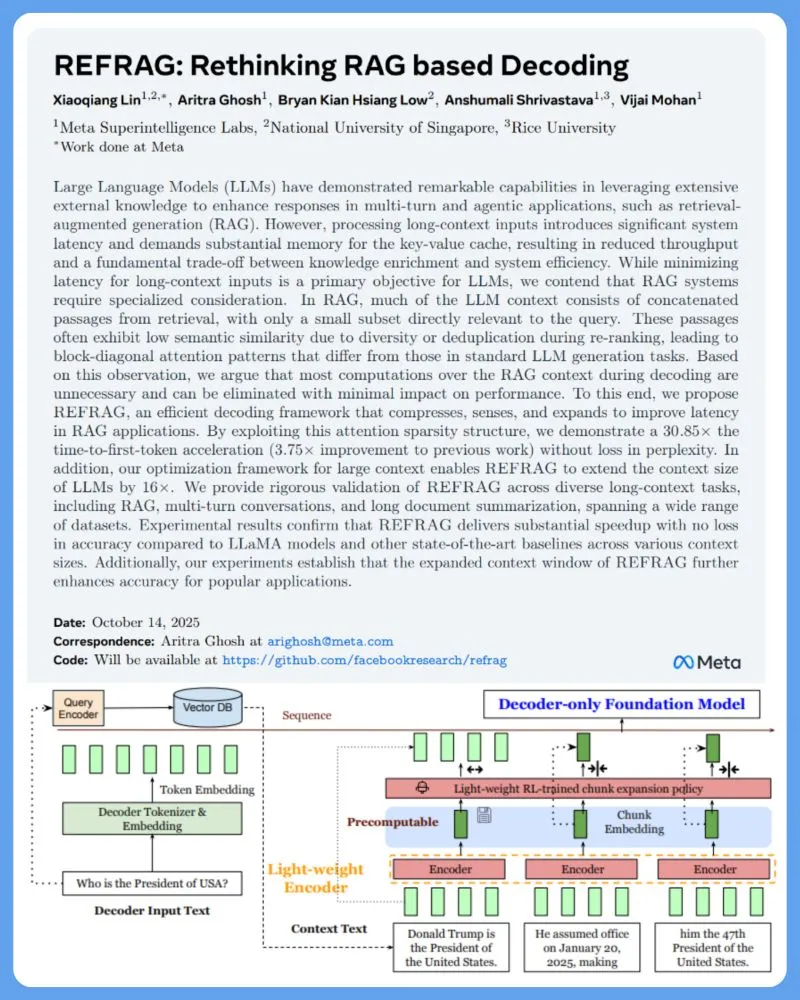 REFRAG: Rethinking RAG based Decoding
Xiaoqiang Lin1,2,*, Aritra Ghosh1, Bryan Kian Hsiang Low2, Anshumali Shrivastava1,3, Vijai Mohan1
1Meta Superintelligence Labs, 2National University of Singapore, 3Rice University
*Work done at Meta
Large Language Models (LLMs) have demonstrated remarkable capabilities in leveraging extensive
external knowledge to enhance responses in multi-turn and agentic applications, such as retrieval-
augmented generation (RAG). However, processing long-context inputs introduces significant system
latency and demands substantial memory for the key-value cache, resulting in reduced throughput
and a fundamental trade-off between knowledge enrichment and system efficiency. While minimizing
latency for long-context inputs is a primary objective for LLMs, we contend that RAG systems
require specialized consideration. In RAG, much of the LLM context consists of concatenated
passages from retrieval, with only a small subset directly relevant to the query. These passages
often exhibit low semantic similarity due to diversity or deduplication during re-ranking, leading to
block-diagonal attention patterns that differ from those in standard LLM generation tasks. Based
on this observation, we argue that most computations over the RAG context during decoding are
unnecessary and can be eliminated with minimal impact on performance. To this end, we propose
REFRAG, an efficient decoding framework that compresses, senses, and expands to improve latency
in RAG applications. By exploiting this attention sparsity structure, we demonstrate a 30.85× the
time-to-first-token acceleration (3.75× improvement to previous work) without loss in perplexity. In
addition, our optimization framework for large context enables REFRAG to extend the context size
of LLMs by 16×. We provide rigorous validation of REFRAG across diverse long-context tasks,
including RAG, multi-turn conversations, and long document summarization, spanning a wide range
of datasets. Experimental results confirm that REFRAG delivers substantial speedup with no loss
in accuracy compared to LLaMA models and other state-of-the-art baselines across various context
sizes. Additionally, our experiments establish that the expanded context window of REFRAG further
enhances accuracy for popular applications.
Date: October 14, 2025
Correspondence: Aritra Ghosh at arighosh@meta.com
Code: Will be available at https://github.com/facebookresearch/refrag
Meta
Query
Encoder
Vector DB
Sequence
Decoder-only Foundation Model
Token Embedding
Light-weight RL-trained chunk expansion policy
Decoder Tokenizer &
Embedding
Precomputable
Chunk
Embedding
Who is the President of USA?
Light-weight
Encoder
Encoder
Encoder
Encoder
Decoder Input Text
Context Text
Donald Trump is
the President of
the United States.
He assumed office
on January 20,
2025, making
him the 47th
President of the
United States.